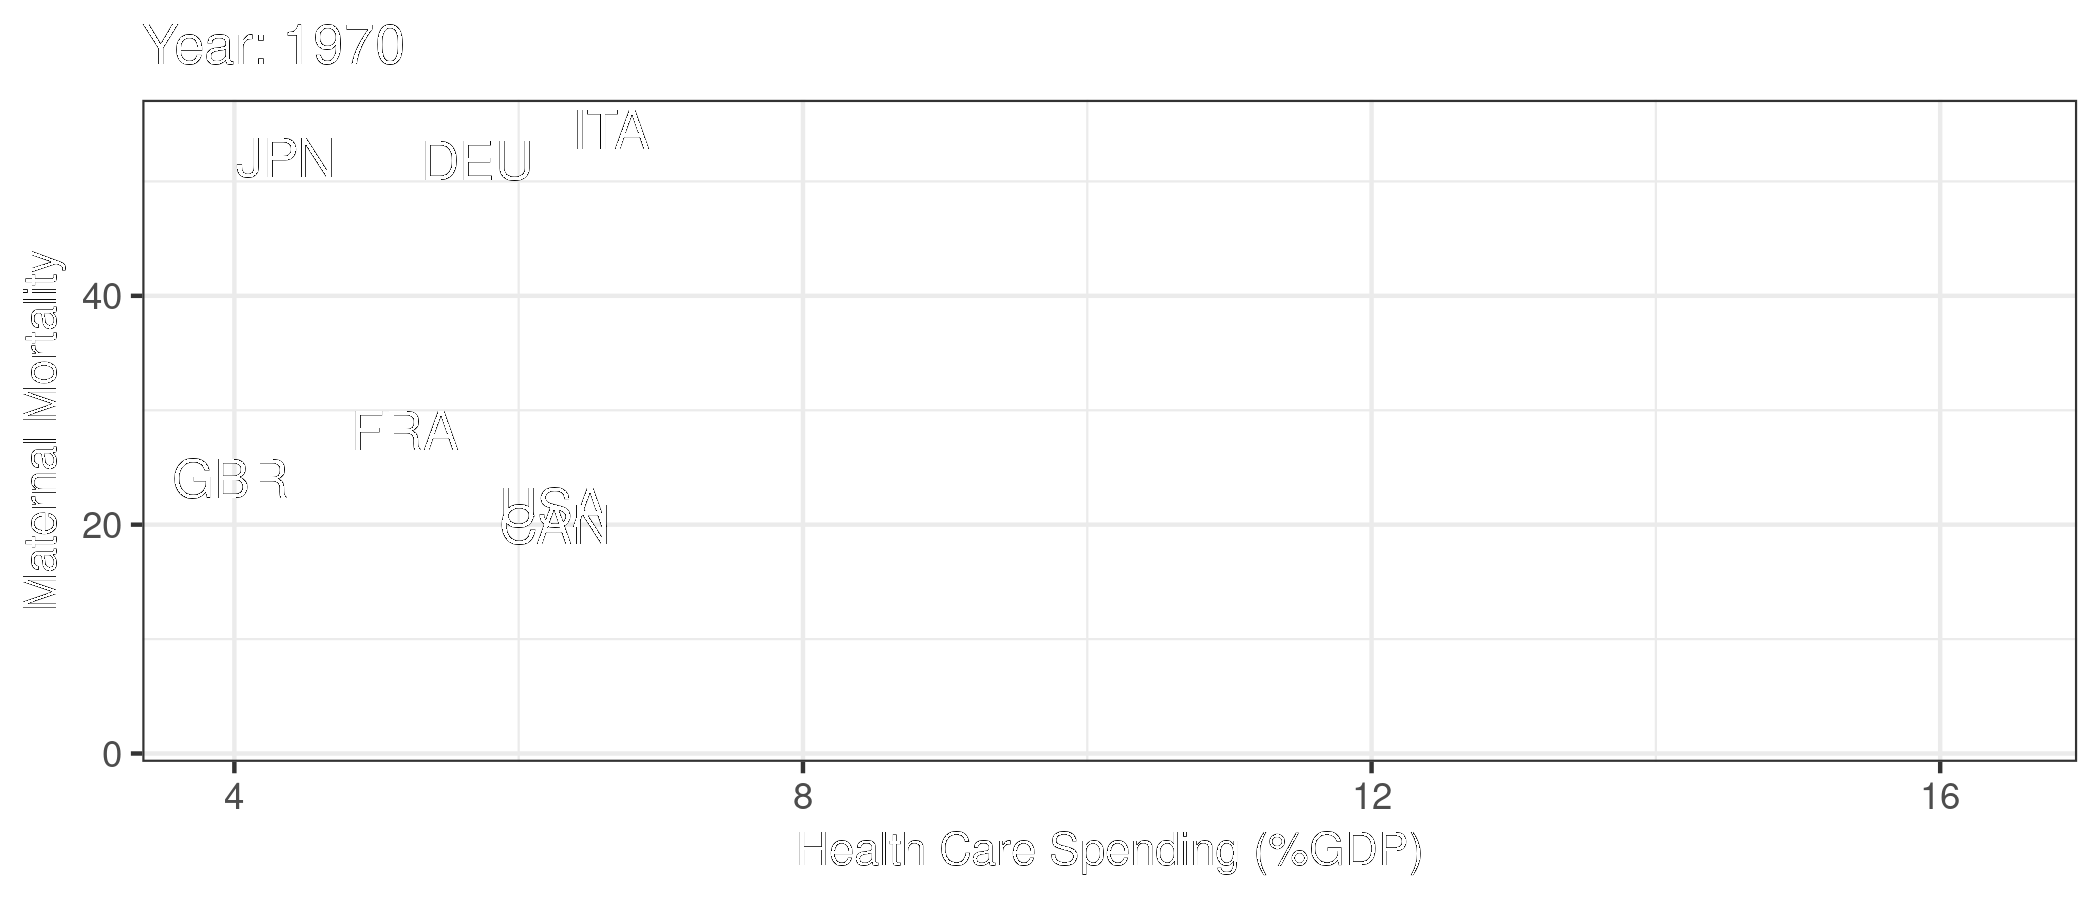 Year: 1970
ITA
JPN
DEU
FRA
GBR
USA
CAN
Maternal Mortality
40
20
0
4
8
12
16
Health Care Spending (%GDP)